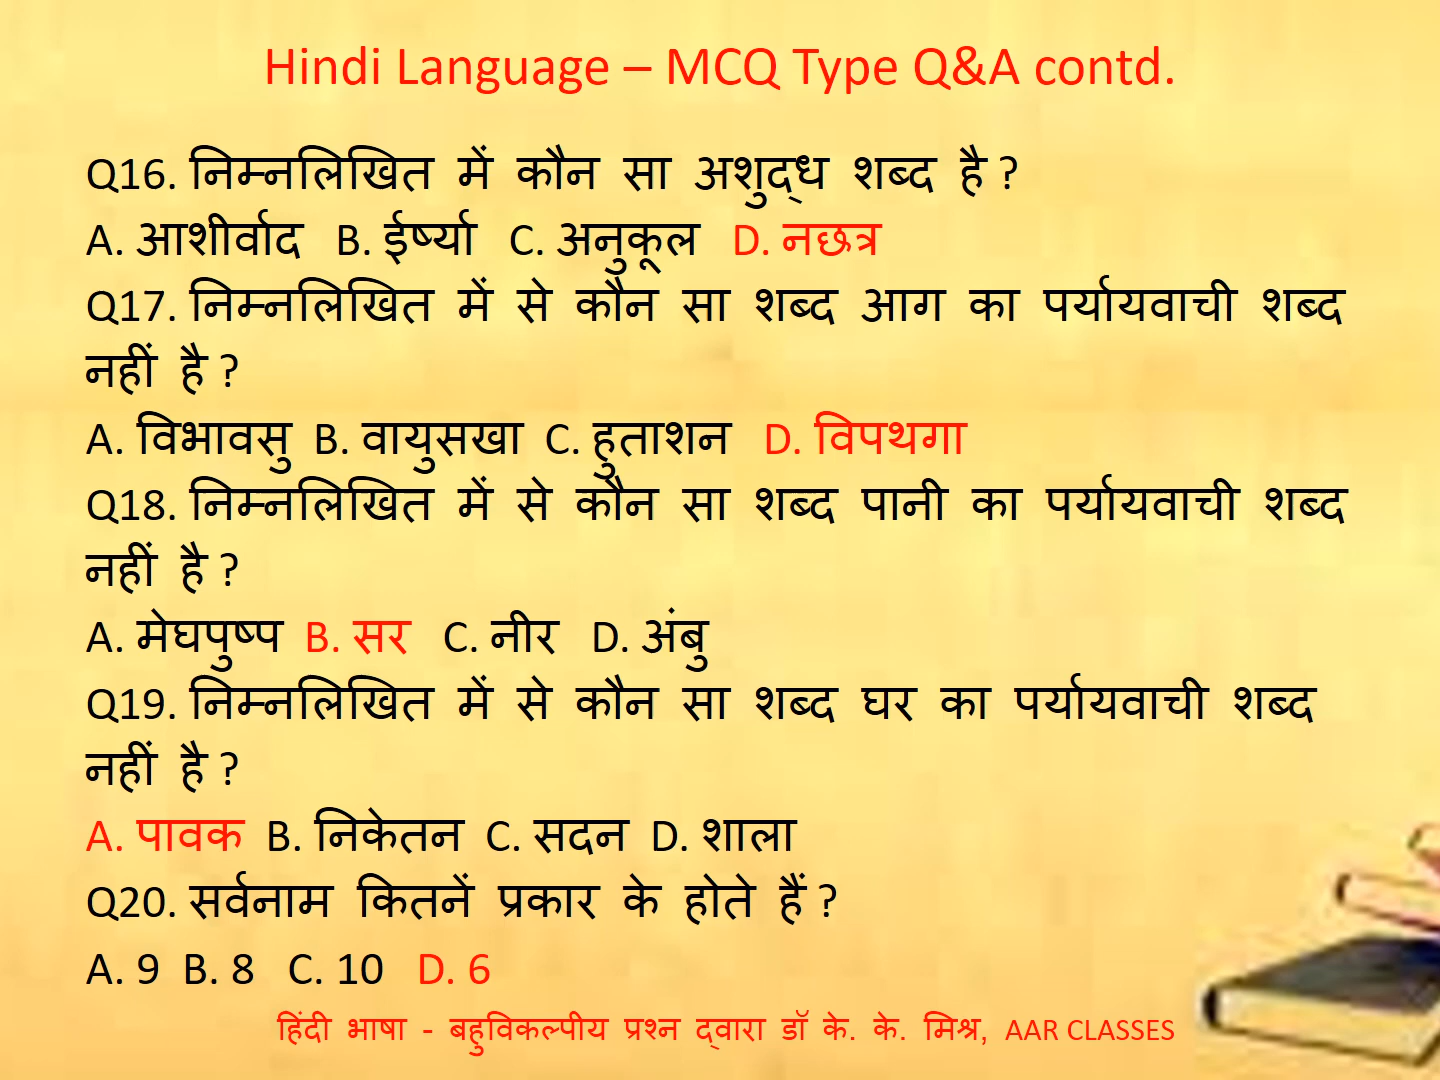 Hindi Language – MCQ Type Q&A contd.
Q16. निम्नलिखित में कौन सा अशुद्ध शब्द है ?
A. आशीर्वाद B. ईर्ष्या C. अनुकूल D. नछत्र
Q17. निम्नलिखित में से कौन सा शब्द आग का पर्यायवाची शब्द
नहीं है ?
A. विभावसु B. वायुसखा C. हुताशन D. विपथगा
Q18. निम्नलिखित में से कौन सा शब्द पानी का पर्यायवाची शब्द
नहीं है ?
A. मेघपुष्प B. सर C. नीर D. अंबु
Q19. निम्नलिखित में से कौन सा शब्द घर का पर्यायवाची शब्द
नहीं है ?
A. पावक B. निकेतन C. सदन D. शाला
Q20. सर्वनाम कितनें प्रकार के होते हैं ?
A. 9 B. 8 C. 10 D. 6
हिंदी भाषा - बहुविकल्पीय प्रश्न द्वारा डॉ के. के. मिश्र, AAR CLASSES